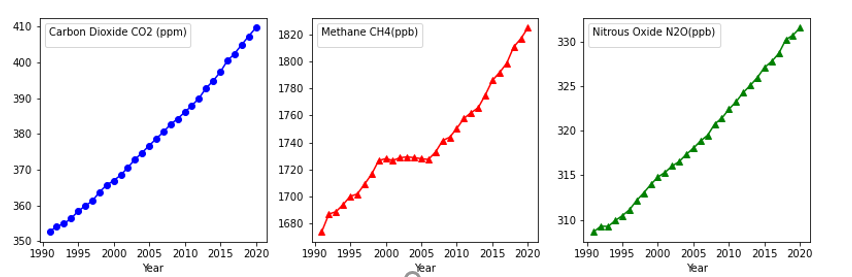 Carbon Dioxide CO2 (ppm)
410
400
390
380
370
360
350
1990 1995 2000 2005 2010 2015 2020
Year
Methane CH4(ppb)
1820
1800
1780
1760
1740
1720
1700
1680
1990 1995 2000 2005 2010 2015 2020
Year
Nitrous Oxide N2O(ppb)
330
325
320
315
310
1990 1995 2000 2005 2010 2015 2020
Year